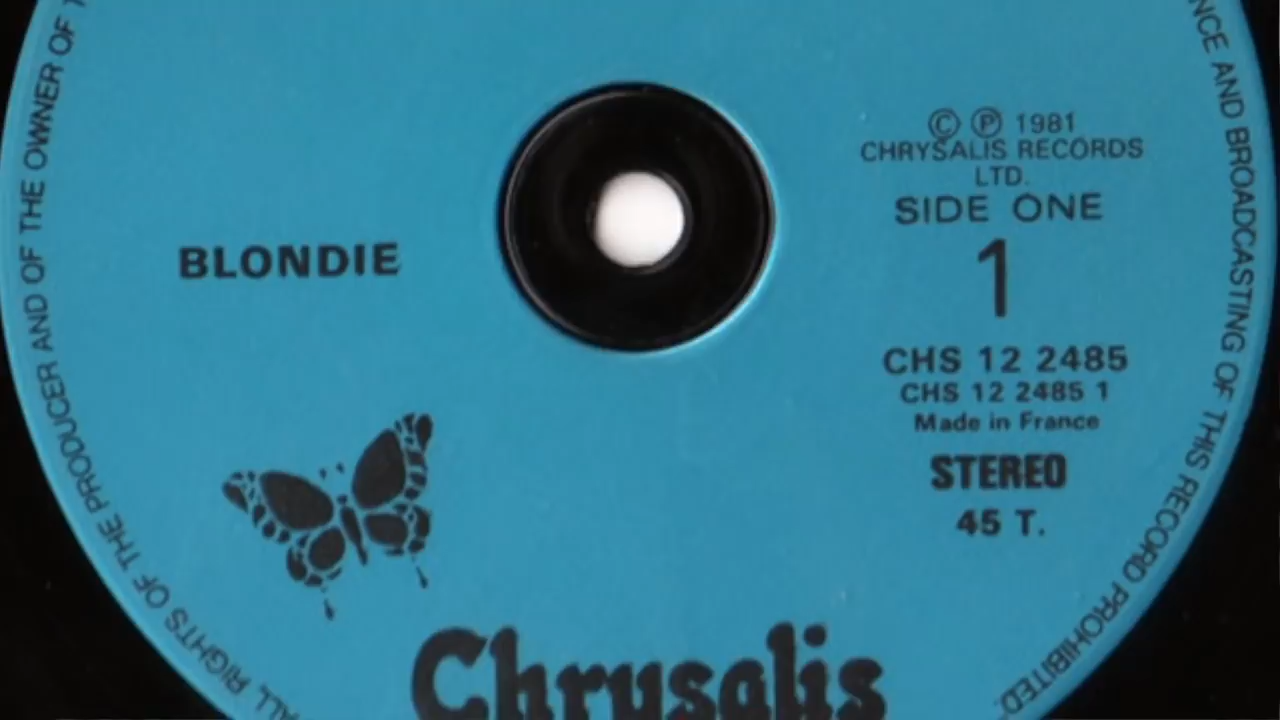 BLONDIE
© ℗ 1981
CHRYSALIS RECORDS
LTD.
SIDE ONE
1
CHS 12 2485
CHS 12 2485 1
Made in France
STEREO
45 T.
Chrysalis
ALL RIGHTS OF THE PRODUCER AND OF THE OWNER OF
AND BROADCASTING OF THIS RECORD PROHIBITED